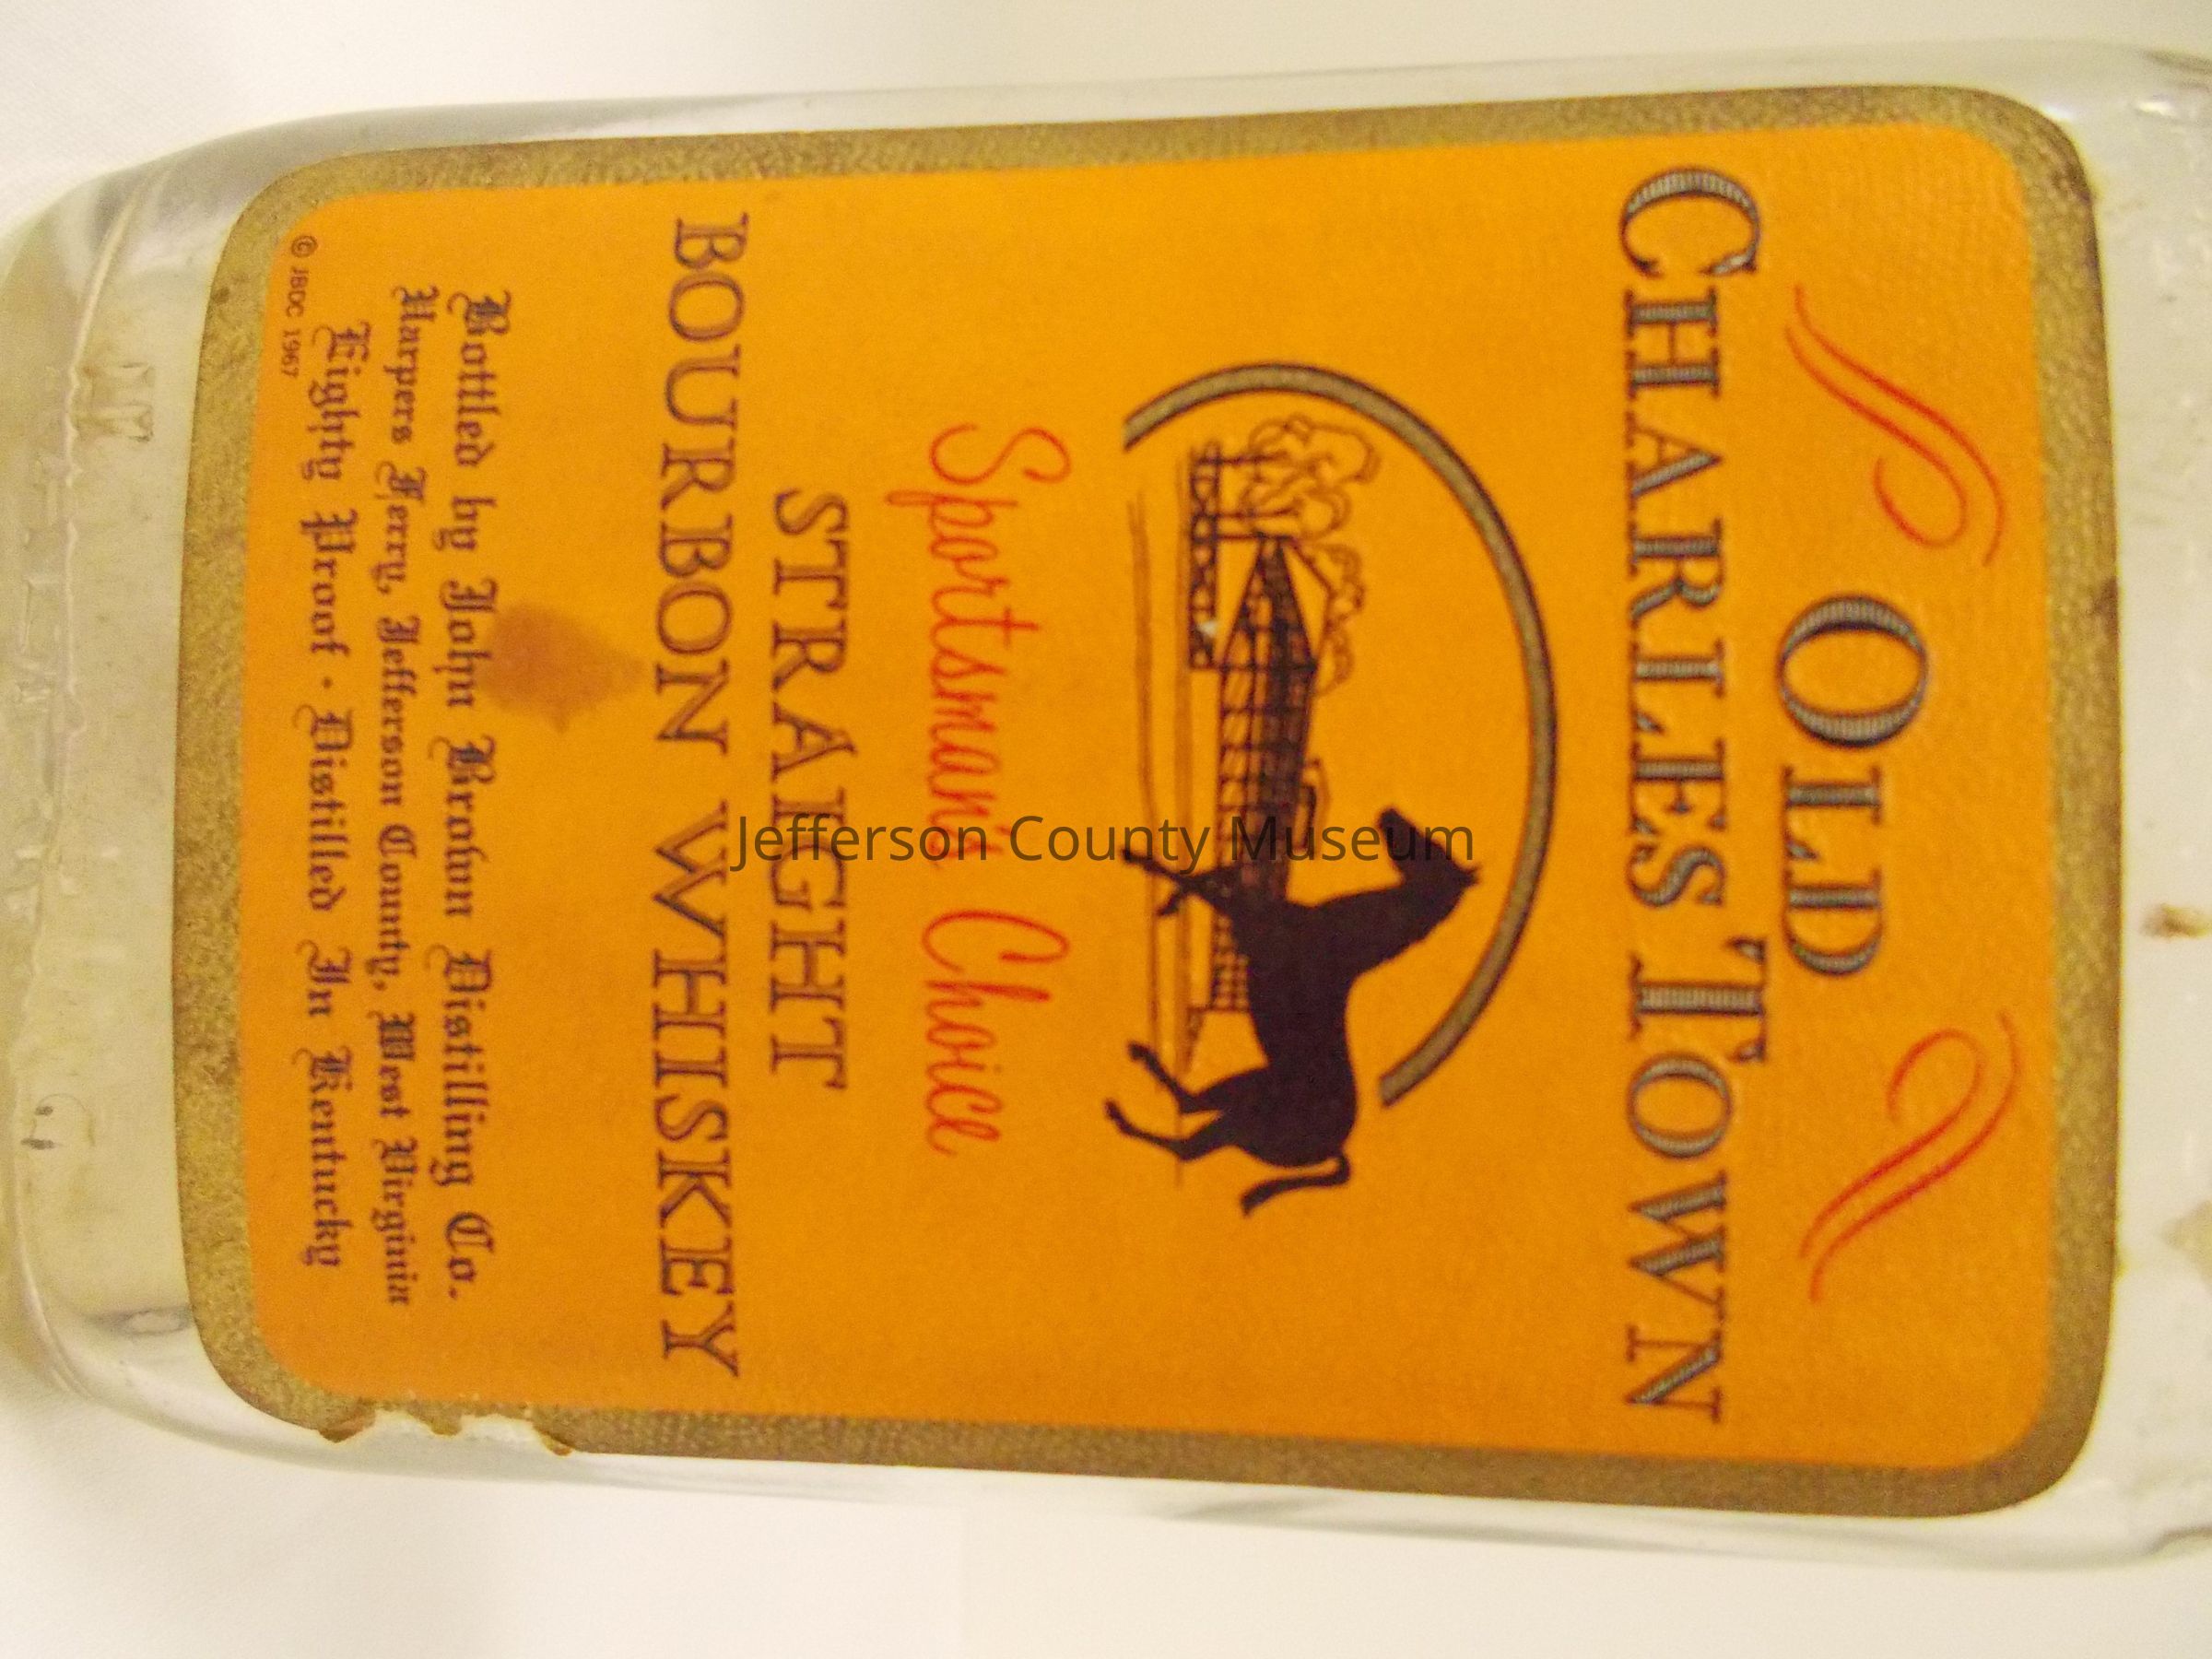 OLD
CHARLES TOWN
Sportsman's Choice
STRAIGHT
BOURBON WHISKEY
Bottled by John Brown Distilling Co.
Harpers Ferry, Jefferson County, West Virginia
Eighty Proof · Distilled In Kentucky
© JBDC 1967
Jefferson County Museum